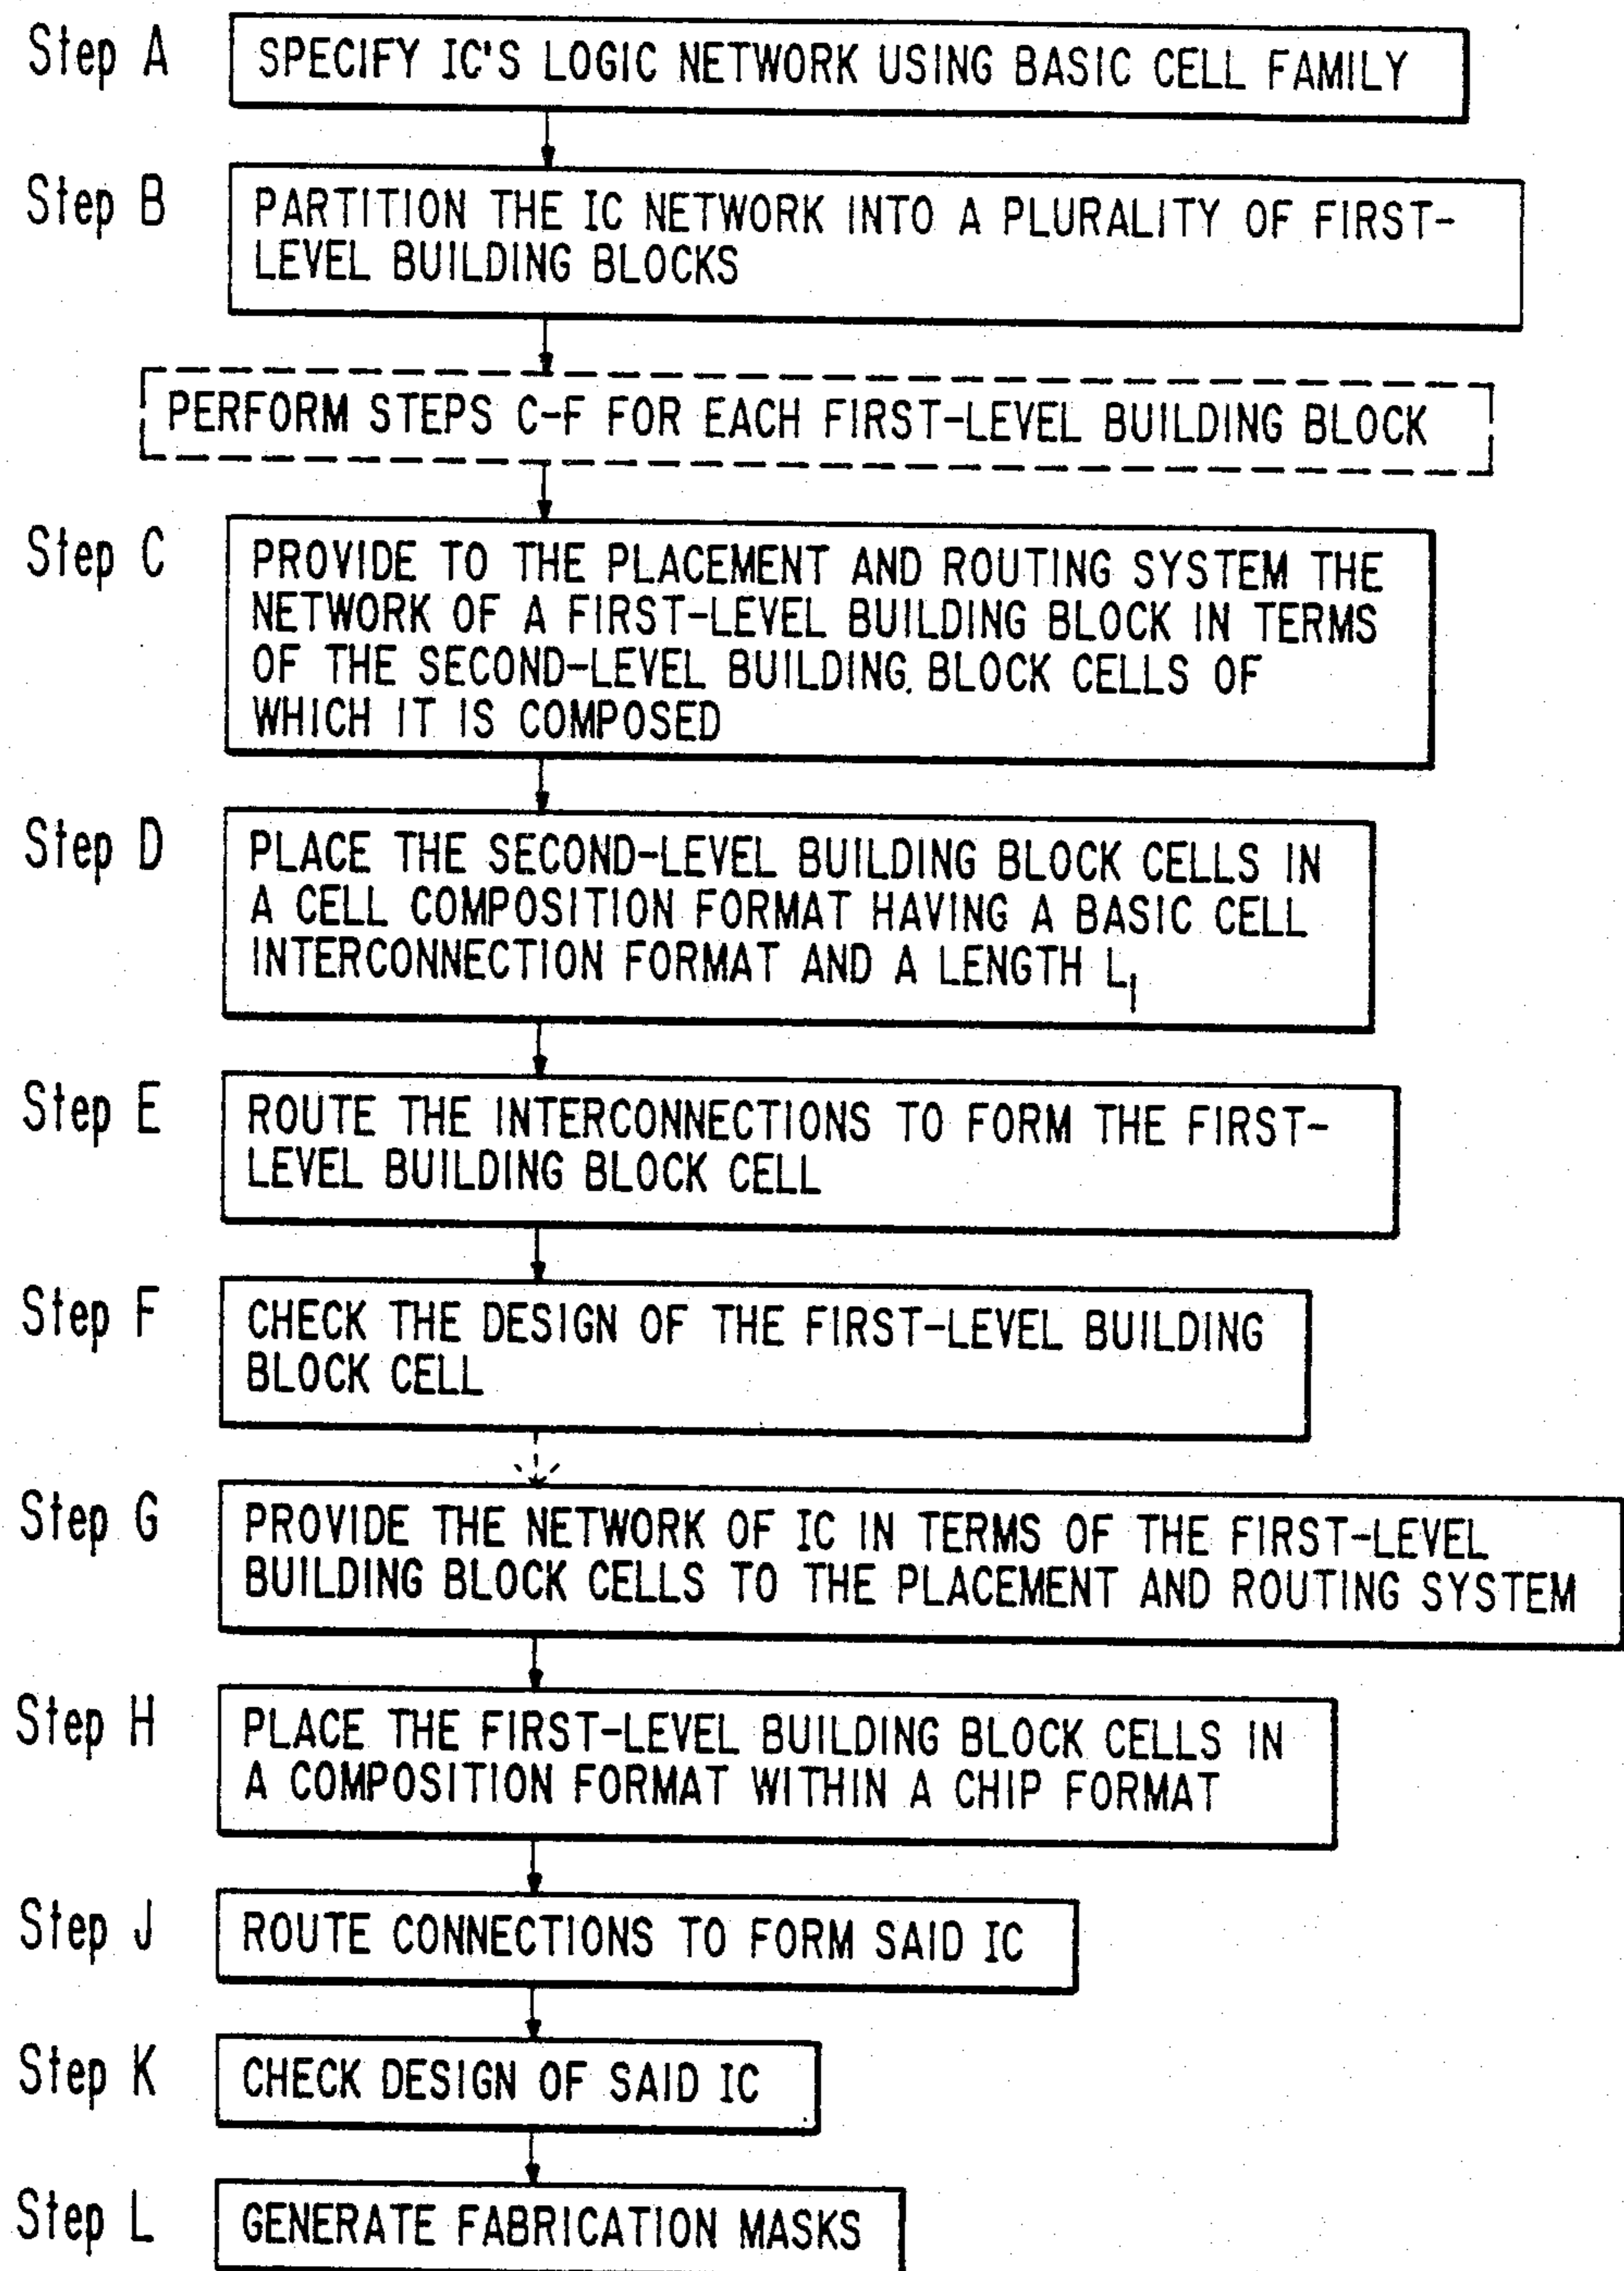 Step A
SPECIFY IC'S LOGIC NETWORK USING BASIC CELL FAMILY
Step B
PARTITION THE IC NETWORK INTO A PLURALITY OF FIRST-
LEVEL BUILDING BLOCKS
PERFORM STEPS C-F FOR EACH FIRST-LEVEL BUILDING BLOCK
Step C
PROVIDE TO THE PLACEMENT AND ROUTING SYSTEM THE
NETWORK OF A FIRST-LEVEL BUILDING BLOCK IN TERMS
OF THE SECOND-LEVEL BUILDING BLOCK CELLS OF
WHICH IT IS COMPOSED
Step D
PLACE THE SECOND-LEVEL BUILDING BLOCK CELLS IN
A CELL COMPOSITION FORMAT HAVING A BASIC CELL
INTERCONNECTION FORMAT AND A LENGTH L₁
Step E
ROUTE THE INTERCONNECTIONS TO FORM THE FIRST-
LEVEL BUILDING BLOCK CELL
Step F
CHECK THE DESIGN OF THE FIRST-LEVEL BUILDING
BLOCK CELL
Step G
PROVIDE THE NETWORK OF IC IN TERMS OF THE FIRST-LEVEL
BUILDING BLOCK CELLS TO THE PLACEMENT AND ROUTING SYSTEM
Step H
PLACE THE FIRST-LEVEL BUILDING BLOCK CELLS IN
A COMPOSITION FORMAT WITHIN A CHIP FORMAT
Step J
ROUTE CONNECTIONS TO FORM SAID IC
Step K
CHECK DESIGN OF SAID IC
Step L
GENERATE FABRICATION MASKS